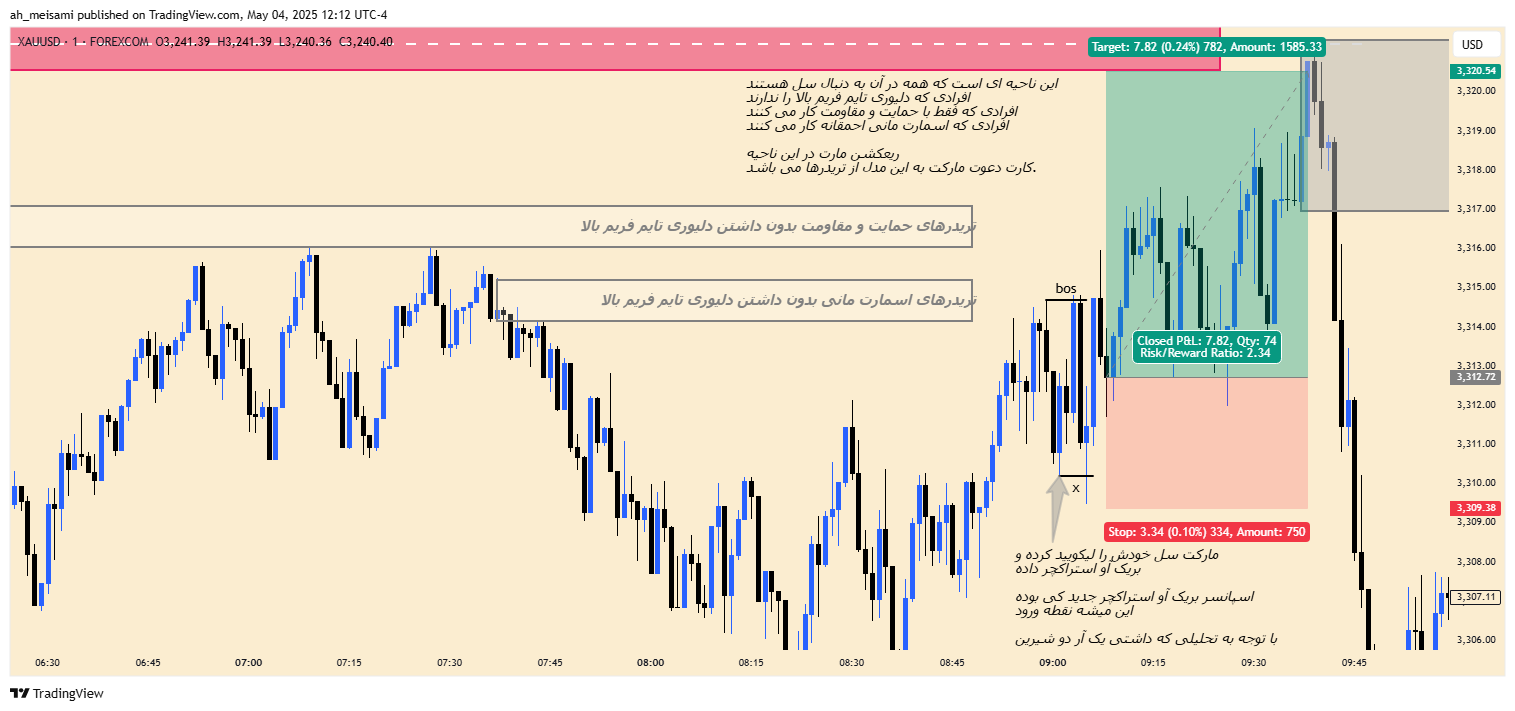 ah_meisami published on TradingView.com, May 04, 2025 12:12 UTC-4
XAUUSD · 1 · FOREXCOM O3,241.39 H3,241.39 L3,240.36 C3,240.40
USD
Target: 7.82 (0.24%) 782, Amount: 1585.33
3,320.54
3,320.00
این ناحیه ای است که همه در آن به دنبال سل هستند
افرادی که دلیوری تایم فریم بالا را ندارند
افرادی که فقط با حمایت و مقاومت کار می کنند
افرادی که اسمارت مانی احمقانه کار می کنند
ریعکشن مارت در این ناحیه
کارت دعوت مارکت به این مدل از تریدرها می باشد.
3,319.00
3,318.00
3,317.00
تریدرهای حمایت و مقاومت بدون داشتن دلیوری تایم فریم بالا
3,316.00
3,315.00
تریدرهای اسمارت مانی بدون داشتن دلیوری تایم فریم بالا
bos
3,314.00
Closed P&L: 7.82, Qty: 74
Risk/Reward Ratio: 2.34
3,313.00
3,312.72
3,312.00
3,311.00
3,310.00
x
3,309.38
3,309.00
Stop: 3.34 (0.10%) 334, Amount: 750
مارکت سل خودش را لیکویید کرده و
بریک آو استراکچر داده
3,308.00
اسپانسر بریک آو استراکچر جدید کی بوده
این میشه نقطه ورود
3,307.11
با توجه به تحلیلی که داشتی یک آر دو شیرین
3,306.00
06:30 06:45 07:00 07:15 07:30 07:45 08:00 08:15 08:30 08:45 09:00 09:15 09:30 09:45
TradingView